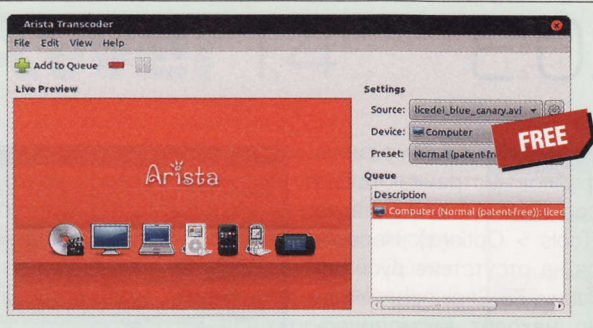 Arista Transcoder
File Edit View Help
Add to Queue
Live Preview
Arista
Settings
Source: licedei_blue_canary.avi
Device: Computer
Preset: Normal (patent-fr
FREE
Queue
Description
Computer (Normal (patent-free)): liced